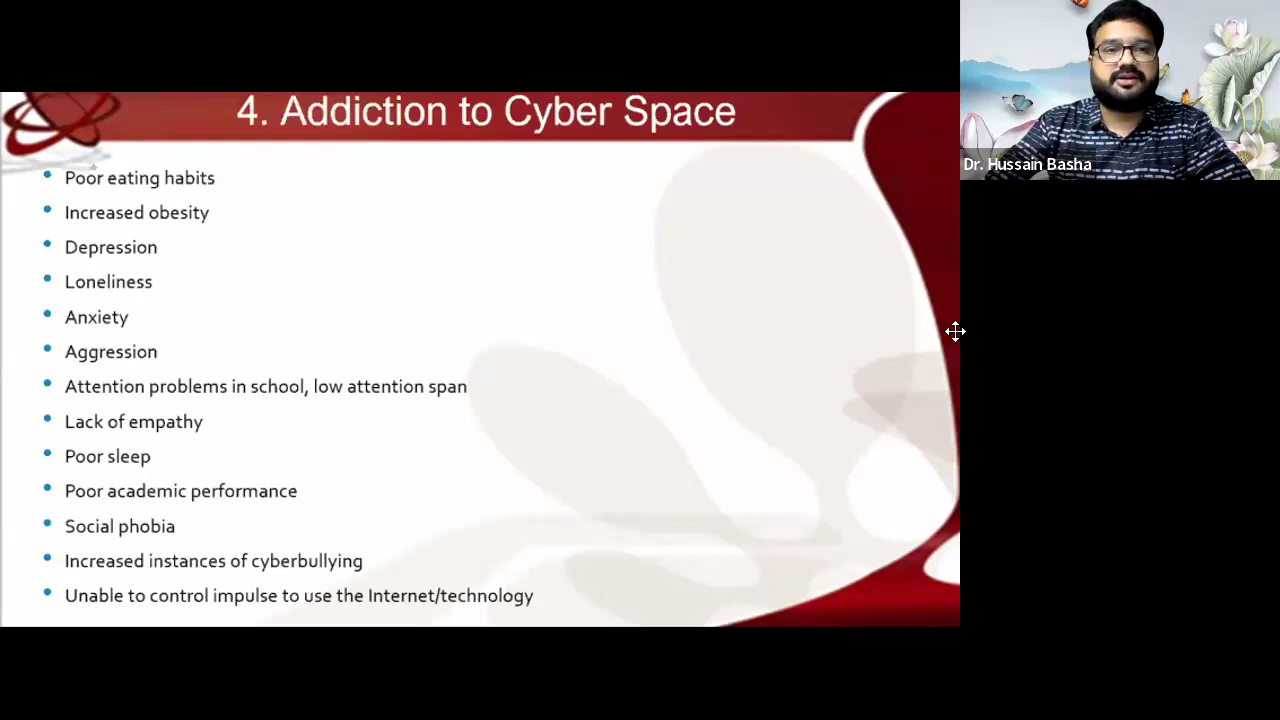 4. Addiction to Cyber Space
Poor eating habits
Increased obesity
Depression
Loneliness
Anxiety
Aggression
Attention problems in school, low attention span
Lack of empathy
Poor sleep
Poor academic performance
Social phobia
Increased instances of cyberbullying
Unable to control impulse to use the Internet/technology
Dr. Hussain Basha